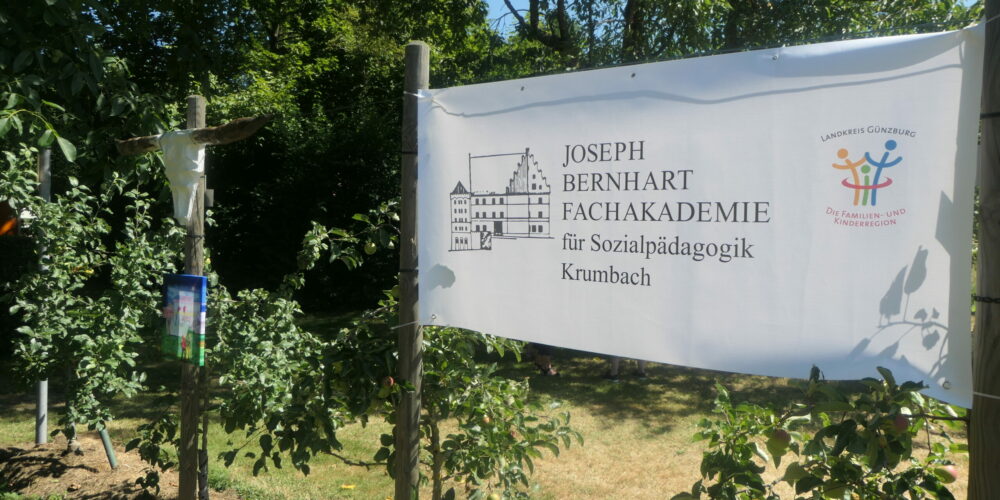 JOSEPH
BERNHART
FACHAKADEMIE
für Sozialpädagogik
Krumbach
LANDKREIS GÜNZBURG
DIE FAMILIEN- UND
KINDERREGION